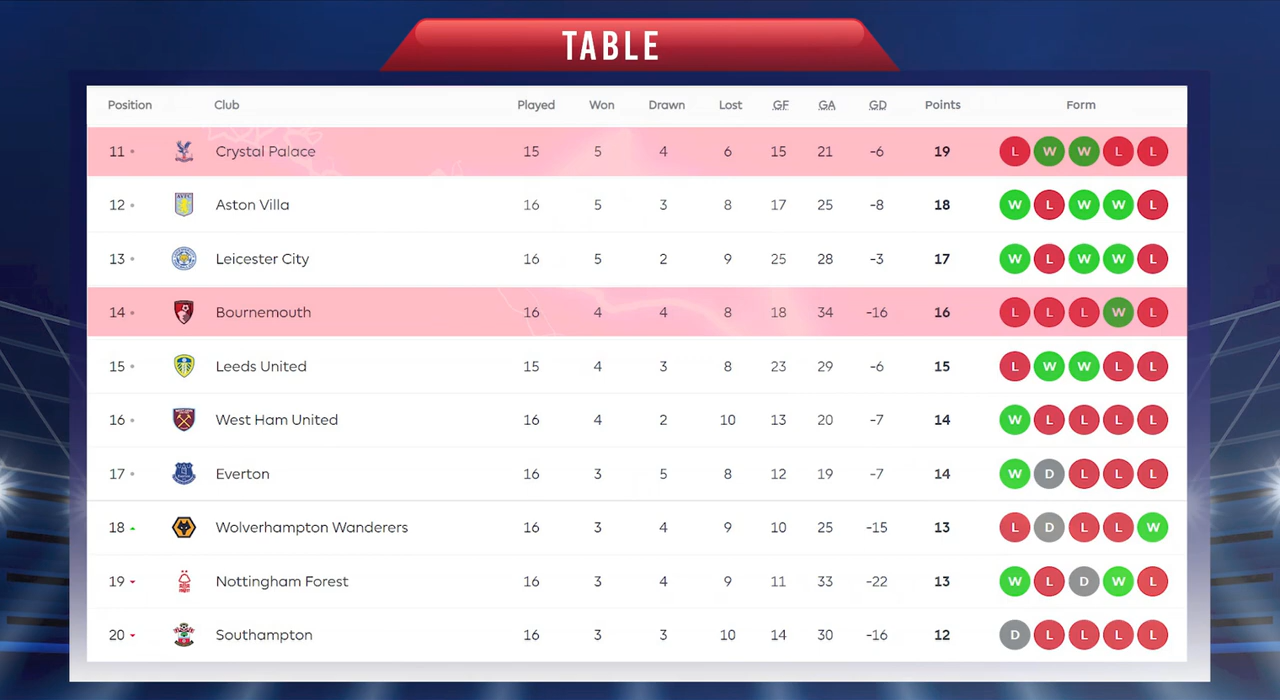 TABLE
Position Club Played Won Drawn Lost GF GA GD Points Form
11 Crystal Palace 15 5 4 6 15 21 -6 19 L W W L L
12 Aston Villa 16 5 3 8 17 25 -8 18 W L W W L
13 Leicester City 16 5 2 9 25 28 -3 17 W L W W L
14 Bournemouth 16 4 4 8 18 34 -16 16 L L L W L
15 Leeds United 15 4 3 8 23 29 -6 15 L W W L L
16 West Ham United 16 4 2 10 13 20 -7 14 W L L L L
17 Everton 16 3 5 8 12 19 -7 14 W D L L L
18 Wolverhampton Wanderers 16 3 4 9 10 25 -15 13 L D L L W
19 Nottingham Forest 16 3 4 9 11 33 -22 13 W L D W L
20 Southampton 16 3 3 10 14 30 -16 12 D L L L L